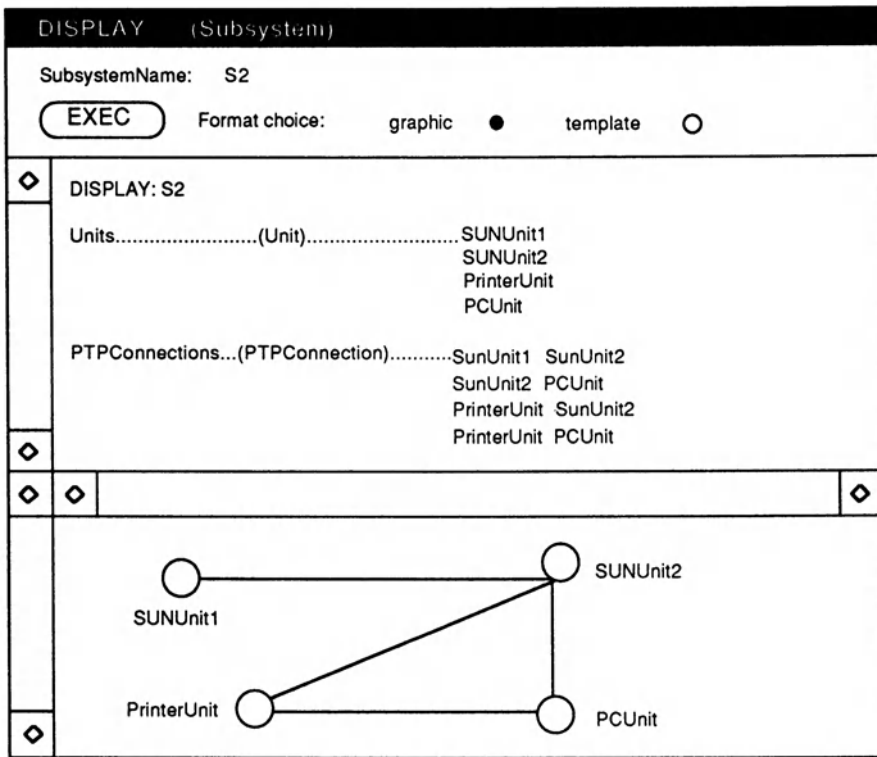 DISPLAY (Subsystem)
SubsystemName: S2
EXEC Format choice: graphic template
DISPLAY: S2
Units........................(Unit)..........................SUNUnit1
SUNUnit2
PrinterUnit
PCUnit
PTPConnections...(PTPConnection)...........SunUnit1 SunUnit2
SunUnit2 PCUnit
PrinterUnit SunUnit2
PrinterUnit PCUnit
SUNUnit2
SUNUnit1
PrinterUnit
PCUnit